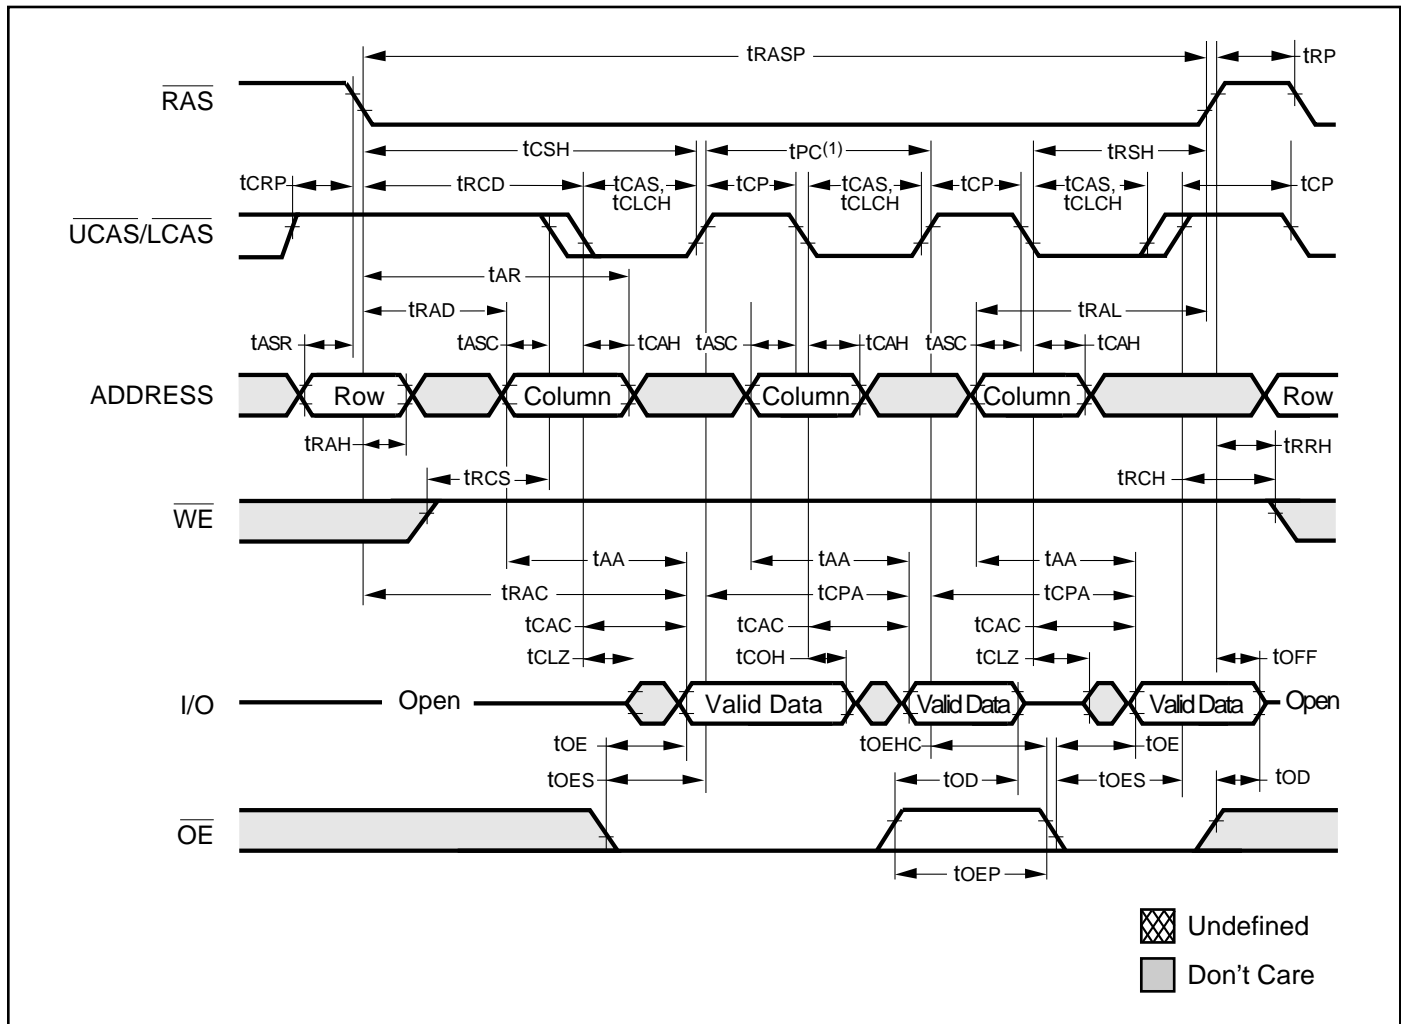 tRASP tRP
RAS
tCSH tPC(1) tRSH
tCRP tRCD tCAS, tCLCH tCP tCAS, tCLCH tCP tCAS, tCLCH tCP
UCAS/LCAS
tAR
tRAD tRAL
tASR tASC tCAH tASC tCAH tASC tCAH
ADDRESS Row Column Column Column Row
tRAH tRRH
tRCS tRCH
WE
tAA tAA tAA
tRAC tCPA tCPA
tCAC tCAC tCAC
tCLZ tCOH tCLZ tOFF
I/O Open Valid Data Valid Data Valid Data Open
tOE tOEHC tOE
tOES tOD tOES tOD
OE
tOEP
Undefined
Don't Care